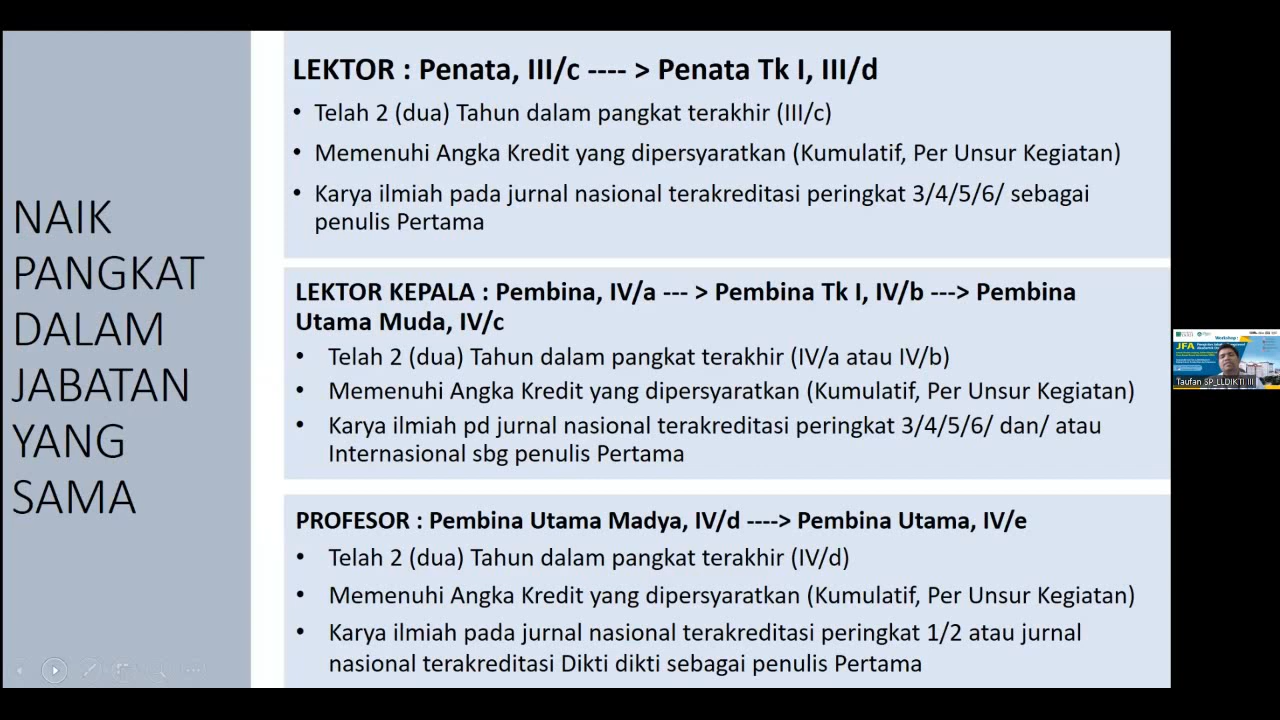 NAIK
PANGKAT
DALAM
JABATAN
YANG
SAMA
LEKTOR : Penata, III/c ---- > Penata Tk I, III/d
• Telah 2 (dua) Tahun dalam pangkat terakhir (III/c)
• Memenuhi Angka Kredit yang dipersyaratkan (Kumulatif, Per Unsur Kegiatan)
• Karya ilmiah pada jurnal nasional terakreditasi peringkat 3/4/5/6/ sebagai
penulis Pertama
LEKTOR KEPALA : Pembina, IV/a --- > Pembina Tk I, IV/b ---> Pembina
Utama Muda, IV/c
• Telah 2 (dua) Tahun dalam pangkat terakhir (IV/a atau IV/b)
• Memenuhi Angka Kredit yang dipersyaratkan (Kumulatif, Per Unsur Kegiatan)
• Karya ilmiah pd jurnal nasional terakreditasi peringkat 3/4/5/6/ dan/ atau
Internasional sbg penulis Pertama
PROFESOR : Pembina Utama Madya, IV/d ----> Pembina Utama, IV/e
• Telah 2 (dua) Tahun dalam pangkat terakhir (IV/d)
• Memenuhi Angka Kredit yang dipersyaratkan (Kumulatif, Per Unsur Kegiatan)
• Karya ilmiah pada jurnal nasional terakreditasi peringkat 1/2 atau jurnal
nasional terakreditasi Dikti dikti sebagai penulis Pertama
Workshop :
JFA
Taufan SP_LLDIKTI III